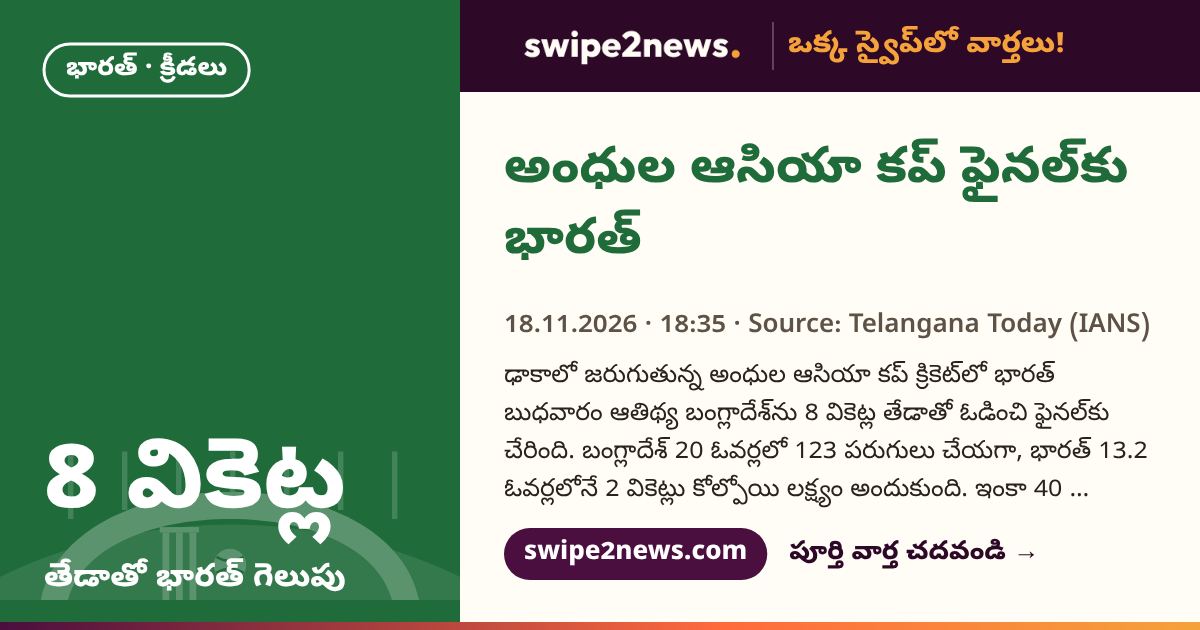 భారత్ · క్రీడలు
8 వికెట్ల
తేడాతో భారత్ గెలుపు
swipe2news.
ఒక్క స్వైప్‌లో వార్తలు!
అంధుల ఆసియా కప్ ఫైనల్‌కు
భారత్
18.11.2026 · 18:35 · Source: Telangana Today (IANS)
ఢాకాలో జరుగుతున్న అంధుల ఆసియా కప్ క్రికెట్‌లో భారత్
బుధవారం ఆతిథ్య బంగ్లాదేశ్‌ను 8 వికెట్ల తేడాతో ఓడించి ఫైనల్‌కు
చేరింది. బంగ్లాదేశ్ 20 ఓవర్లలో 123 పరుగులు చేయగా, భారత్ 13.2
ఓవర్లలోనే 2 వికెట్లు కోల్పోయి లక్ష్యం అందుకుంది. ఇంకా 40 ...
swipe2news.com
పూర్తి వార్త చదవండి →